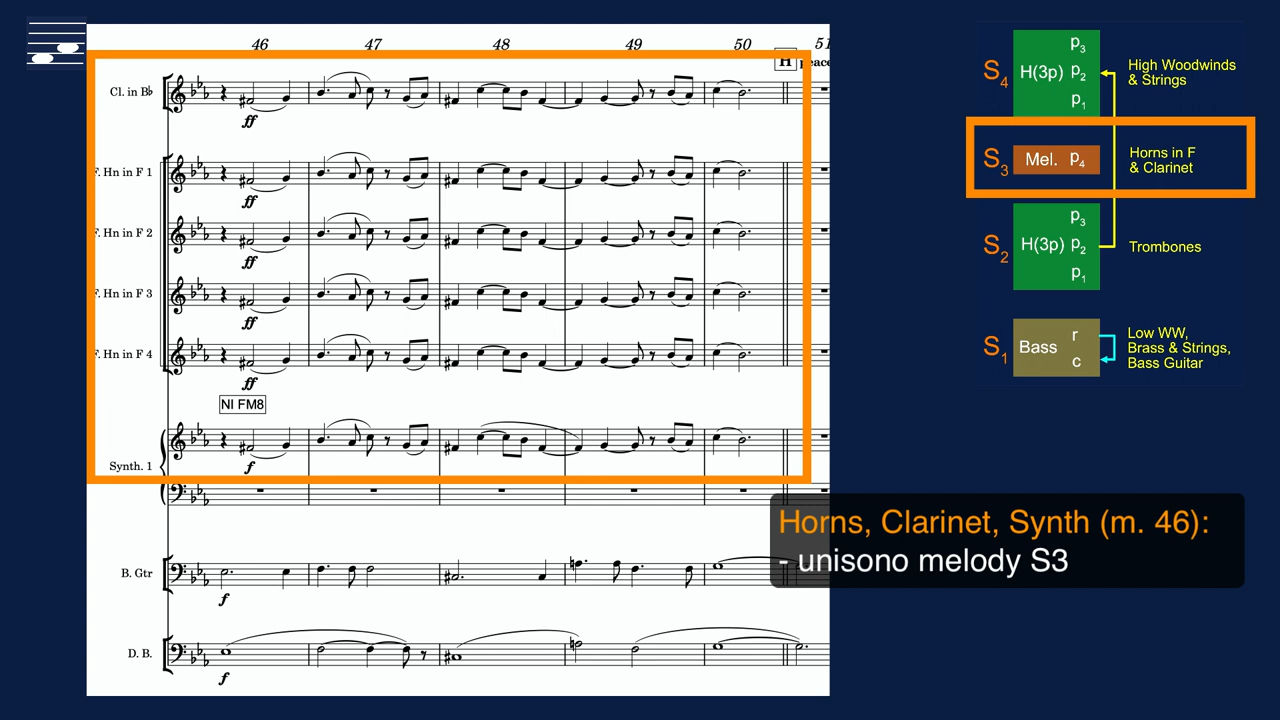 46 47 48 49 50 51
H peace
Cl. in B♭
ff
F. Hn in F 1
ff
F. Hn in F 2
ff
F. Hn in F 3
ff
F. Hn in F 4
ff
NI FM8
Synth. 1
f
B. Gtr
f
D. B.
f
S4
H(3p)
p3
p2
p1
High Woodwinds
& Strings
S3
Mel. p4
Horns in F
& Clarinet
S2
H(3p)
p3
p2
p1
Trombones
S1
Bass
r
c
Low WW,
Brass & Strings,
Bass Guitar
Horns, Clarinet, Synth (m. 46):
- unisono melody S3